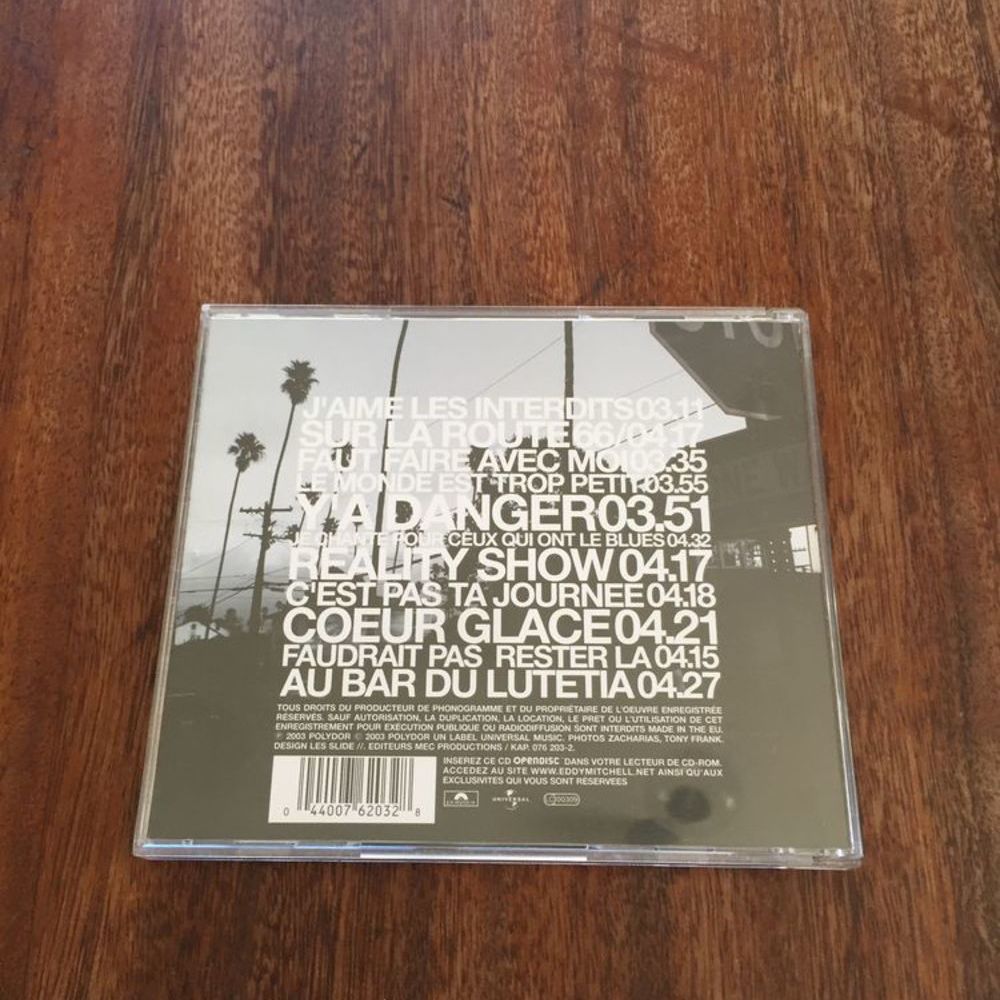 J'AIME LES INTERDITS 03.11
SUR LA ROUTE 66/04.17
FAUT FAIRE AVEC MOI 03.35
LE MONDE EST TROP PETIT 03.55
Y'A DANGER 03.51
JE CHANTE POUR CEUX QUI ONT LE BLUES 04.32
REALITY SHOW 04.17
C'EST PAS TA JOURNEE 04.18
COEUR GLACE 04.21
FAUDRAIT PAS RESTER LA 04.15
AU BAR DU LUTETIA 04.27
TOUS DROITS DU PRODUCTEUR DE PHONOGRAMME ET DU PROPRIÉTAIRE DE L'OEUVRE ENREGISTRÉE
RÉSERVÉS. SAUF AUTORISATION, LA DUPLICATION, LA LOCATION, LE PRET OU L'UTILISATION DE CET
ENREGISTREMENT POUR EXÉCUTION PUBLIQUE OU RADIODIFFUSION SONT INTERDITS MADE IN THE EU.
℗ 2003 POLYDOR © 2003 POLYDOR UN LABEL UNIVERSAL MUSIC. PHOTOS ZACHARIAS, TONY FRANK.
DESIGN LES SLIDE //. EDITEURS MEC PRODUCTIONS / KAP. 076 203-2.
INSEREZ CE CD OPENDISC DANS VOTRE LECTEUR DE CD-ROM.
ACCEDEZ AU SITE WWW.EDDYMITCHELL.NET AINSI QU'AUX
EXCLUSIVITES QUI VOUS SONT RESERVEES
UNIVERSAL
0 44007 62032 8